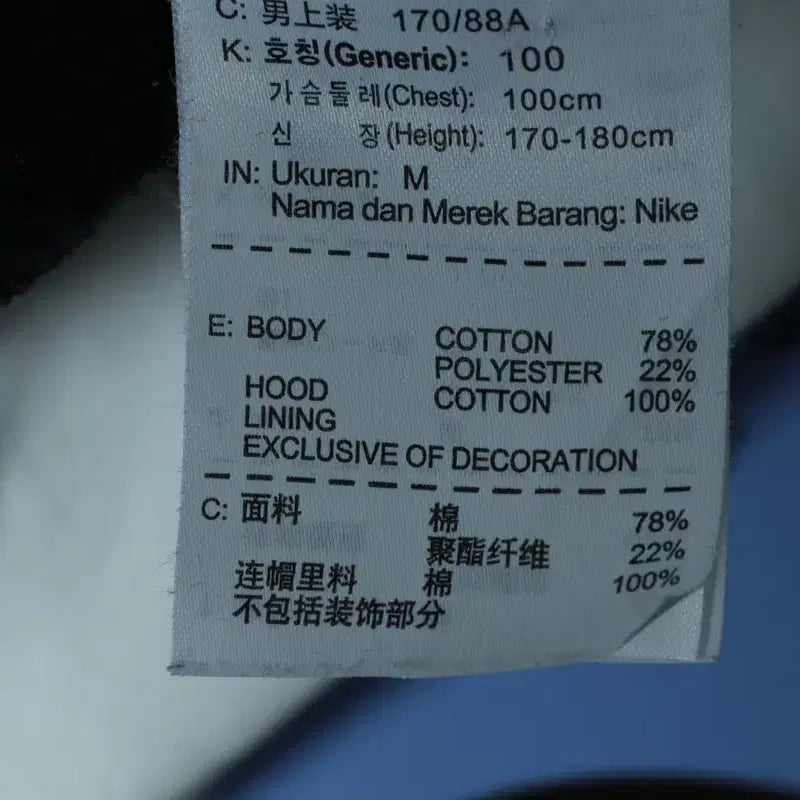 C: 男上装 170/88A
K: 호칭(Generic): 100
가슴둘레(Chest): 100cm
신 장(Height): 170-180cm
IN: Ukuran: M
Nama dan Merek Barang: Nike
E: BODY COTTON 78%
POLYESTER 22%
HOOD COTTON 100%
LINING
EXCLUSIVE OF DECORATION
C: 面料 棉 78%
聚酯纤维 22%
连帽里料 棉 100%
不包括装饰部分